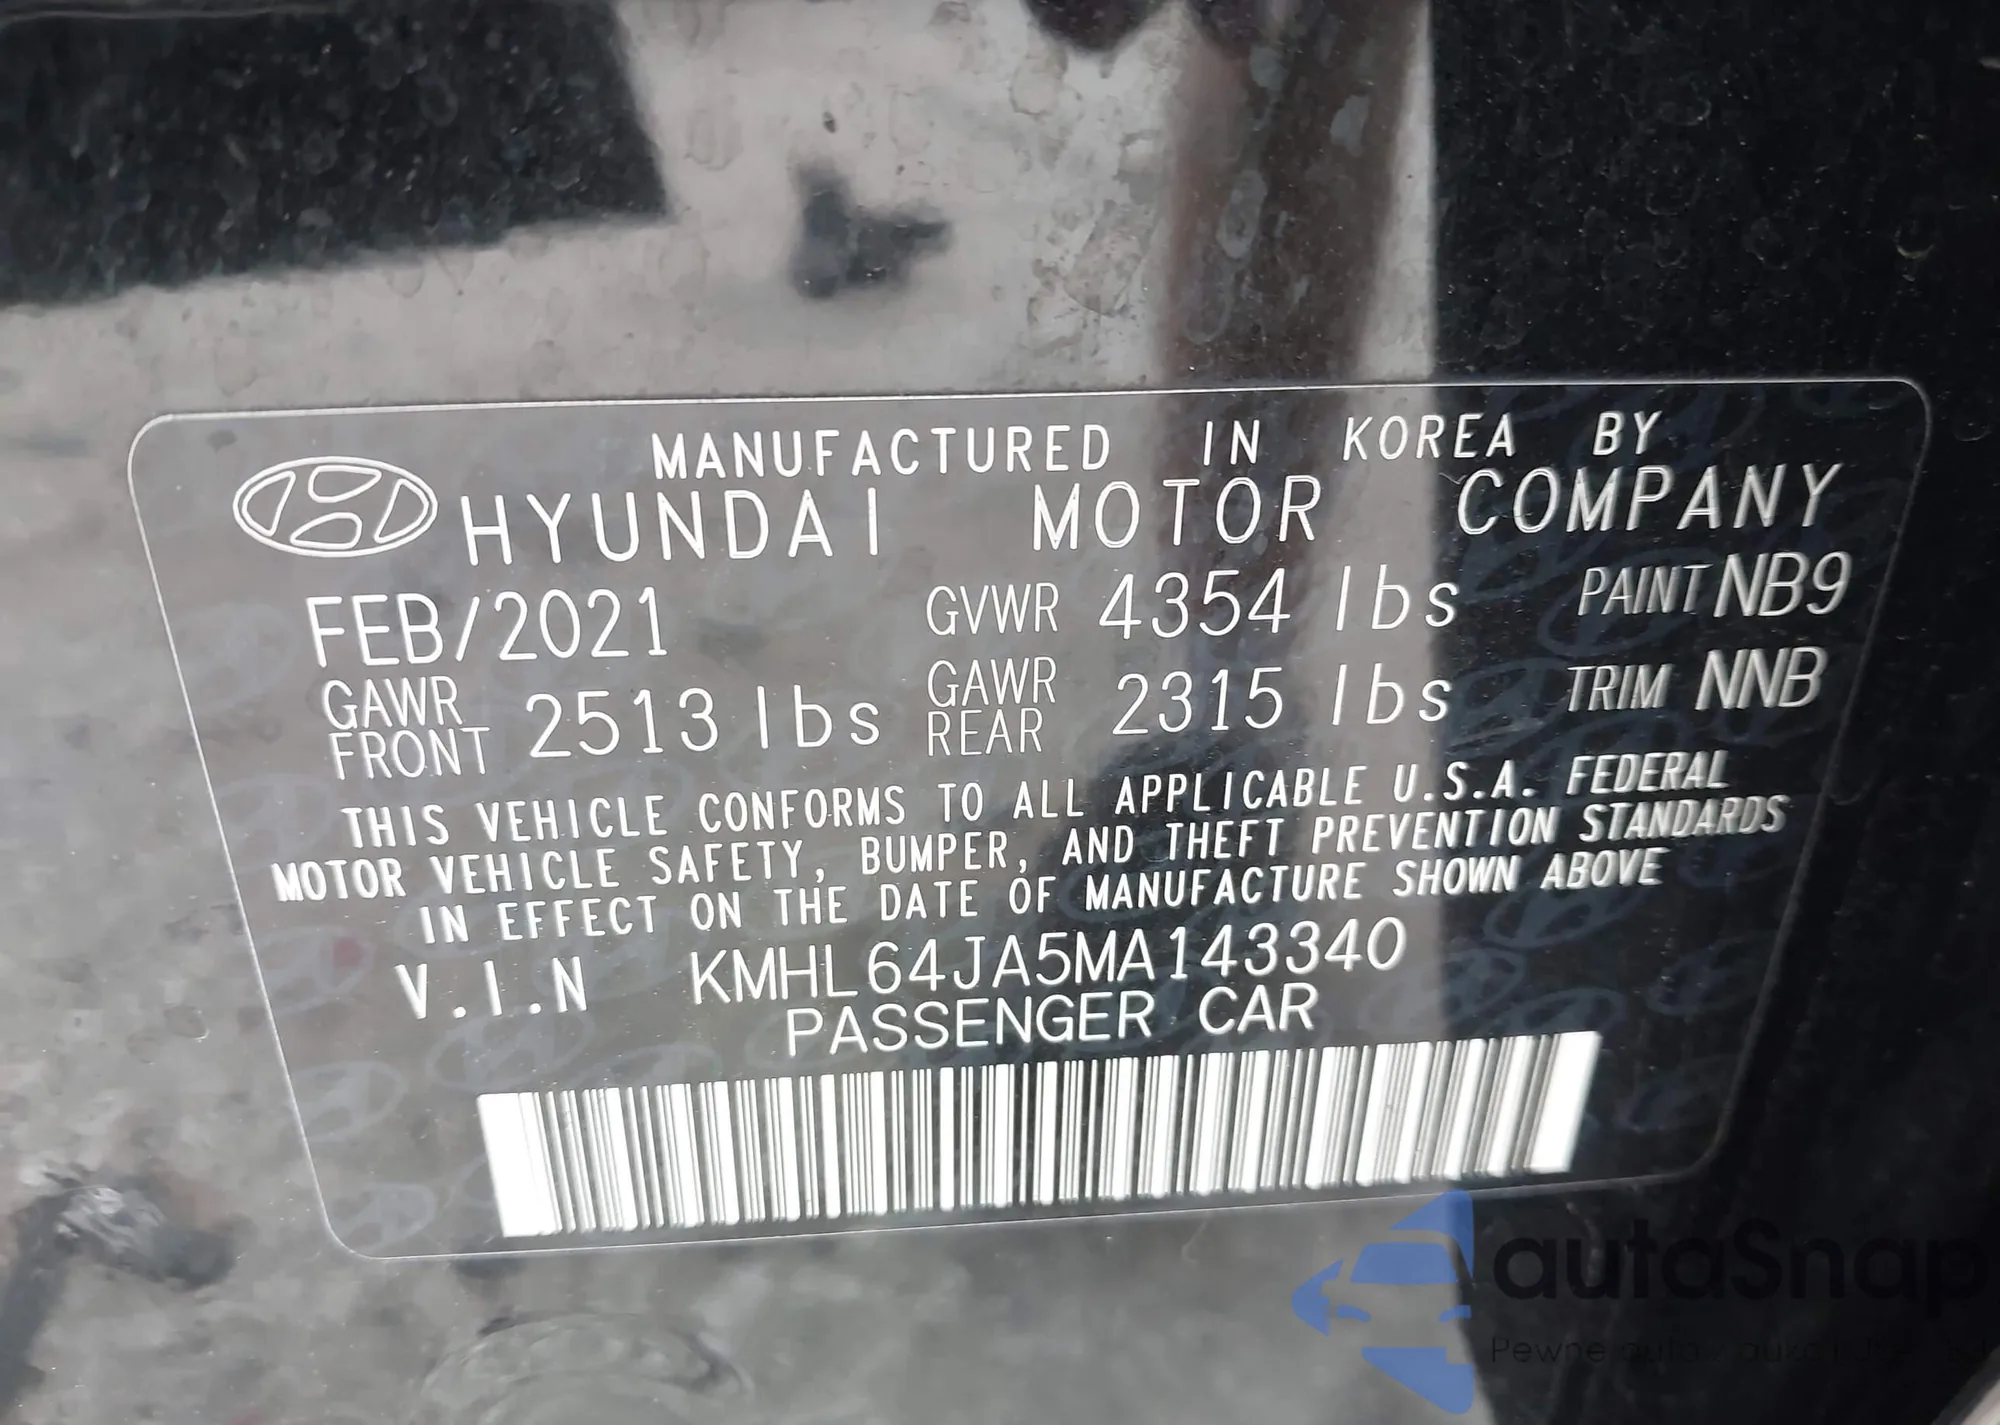 MANUFACTURED IN KOREA BY
HYUNDAI MOTOR COMPANY
FEB/2021 GVWR 4354 lbs PAINT NB9
GAWR FRONT 2513 lbs GAWR REAR 2315 lbs TRIM NNB
THIS VEHICLE CONFORMS TO ALL APPLICABLE U.S.A. FEDERAL
MOTOR VEHICLE SAFETY, BUMPER, AND THEFT PREVENTION STANDARDS
IN EFFECT ON THE DATE OF MANUFACTURE SHOWN ABOVE
V.I.N KMHL64JA5MA143340
PASSENGER CAR
autoSnap
Pewne auto